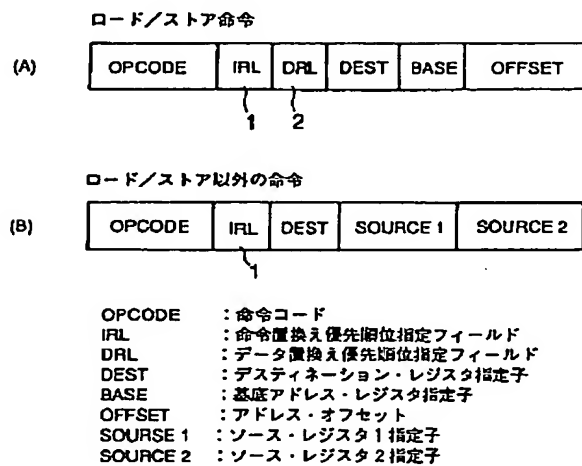 ロード／ストア命令
(A) OPCODE IRL DRL DEST BASE OFFSET
1 2
ロード／ストア以外の命令
(B) OPCODE IRL DEST SOURCE 1 SOURCE 2
1
OPCODE :命令コード
IRL :命令置換え優先順位指定フィールド
DRL :データ置換え優先順位指定フィールド
DEST :デスティネーション・レジスタ指定子
BASE :基底アドレス・レジスタ指定子
OFFSET :アドレス・オフセット
SOURSE 1 :ソース・レジスタ1指定子
SOURCE 2 :ソース・レジスタ2指定子